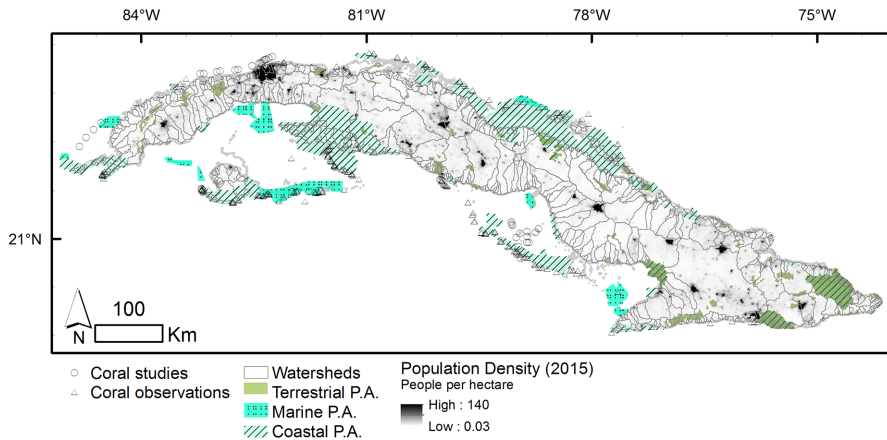 84°W 81°W 78°W 75°W
21°N
100
N Km
Coral studies
Coral observations
Watersheds
Terrestrial P.A.
Marine P.A.
Coastal P.A.
Population Density (2015)
People per hectare
High : 140
Low : 0.03